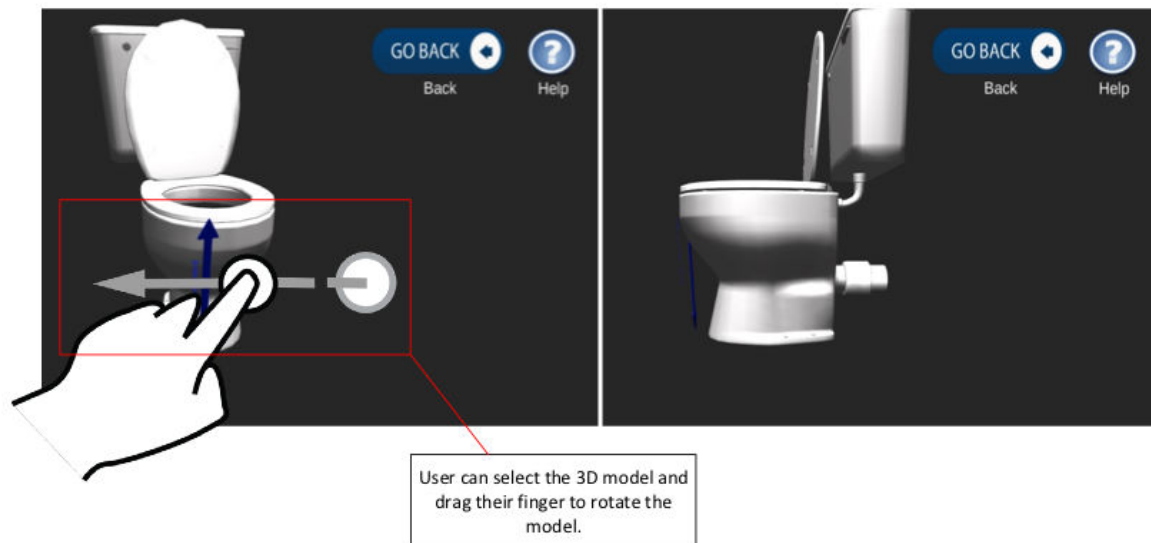 GO BACK
?
Back
Help
GO BACK
?
Back
Help
User can select the 3D model and
drag their finger to rotate the
model.